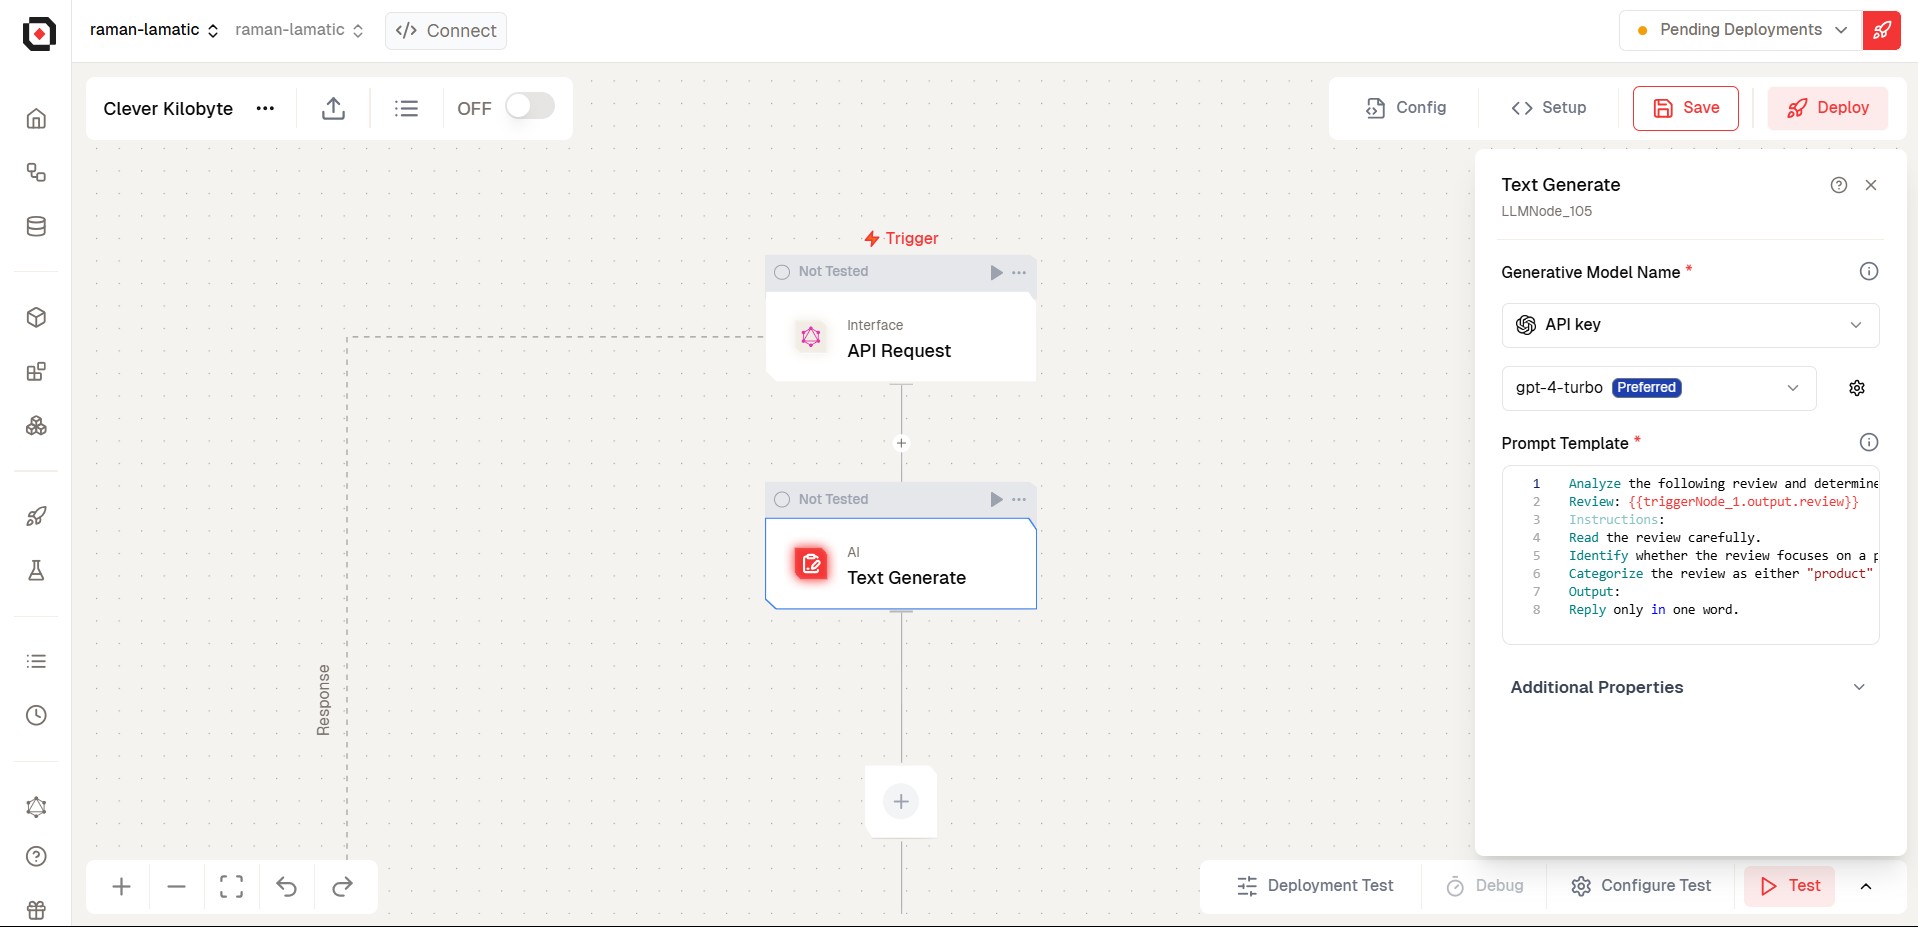 raman-lamatic
raman-lamatic
Connect
Pending Deployments
Clever Kilobyte
OFF
Config
Setup
Save
Deploy
Trigger
Not Tested
Interface
API Request
Not Tested
AI
Text Generate
Response
Text Generate
LLMNode_105
Generative Model Name *
API key
gpt-4-turbo Preferred
Prompt Template *
1 Analyze the following review and determine
2 Review: {{triggerNode_1.output.review}}
3 Instructions:
4 Read the review carefully.
5 Identify whether the review focuses on a p
6 Categorize the review as either "product"
7 Output:
8 Reply only in one word.
Additional Properties
Deployment Test
Debug
Configure Test
Test